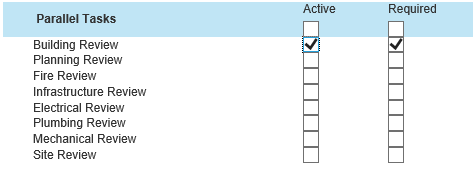 Parallel Tasks Active Required
Building Review
Planning Review
Fire Review
Infrastructure Review
Electrical Review
Plumbing Review
Mechanical Review
Site Review